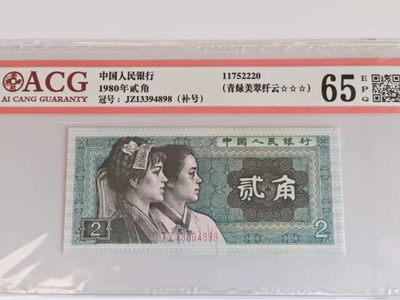 ACG
AI CANG GUARANTY
中国人民银行
1980年贰角
冠号：JZ13394898（补号）
11752220
（青绿美翠纤云☆☆☆）
65
EPQ
中国人民银行
贰角
2
2
JZ13394898